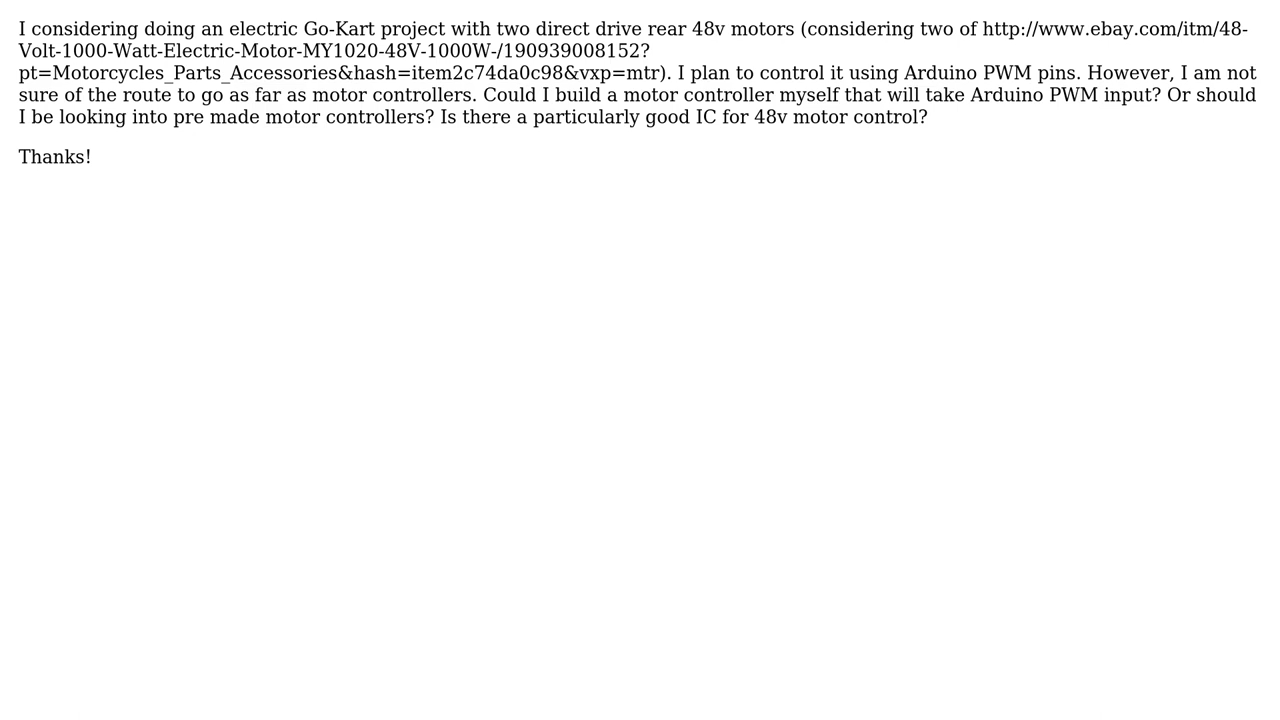 I considering doing an electric Go-Kart project with two direct drive rear 48v motors (considering two of http://www.ebay.com/itm/48-
Volt-1000-Watt-Electric-Motor-MY1020-48V-1000W-/190939008152?
pt=Motorcycles_Parts_Accessories&hash=item2c74da0c98&vxp=mtr). I plan to control it using Arduino PWM pins. However, I am not
sure of the route to go as far as motor controllers. Could I build a motor controller myself that will take Arduino PWM input? Or should
I be looking into pre made motor controllers? Is there a particularly good IC for 48v motor control?
Thanks!